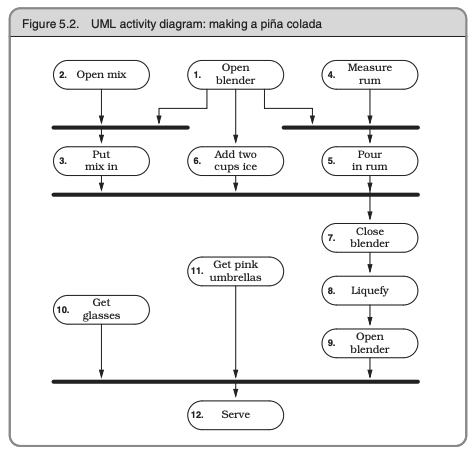 Figure 5.2. UML activity diagram: making a piña colada
2. Open mix
1. Open
blender
4. Measure
rum
3. Put
mix in
6. Add two
cups ice
5. Pour
in rum
7. Close
blender
11. Get pink
umbrellas
8. Liquefy
10. Get
glasses
9. Open
blender
12. Serve